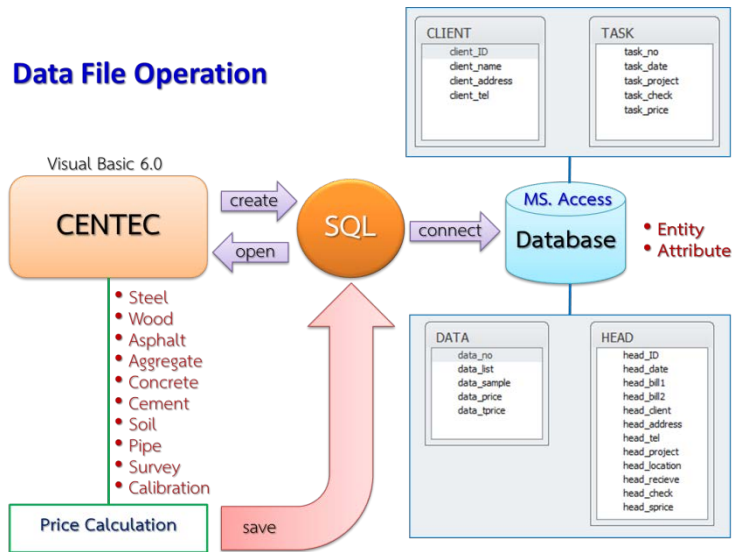 Data File Operation
Visual Basic 6.0
CENTEC
create
open
SQL
connect
MS. Access
Database
• Entity
• Attribute
CLIENT
client_ID
client_name
client_address
client_tel
TASK
task_no
task_date
task_project
task_check
task_price
• Steel
• Wood
• Asphalt
• Aggregate
• Concrete
• Cement
• Soil
• Pipe
• Survey
• Calibration
Price Calculation
save
DATA
data_no
data_list
data_sample
data_price
data_tprice
HEAD
head_ID
head_date
head_bill1
head_bill2
head_client
head_address
head_tel
head_project
head_location
head_recieve
head_check
head_sprice